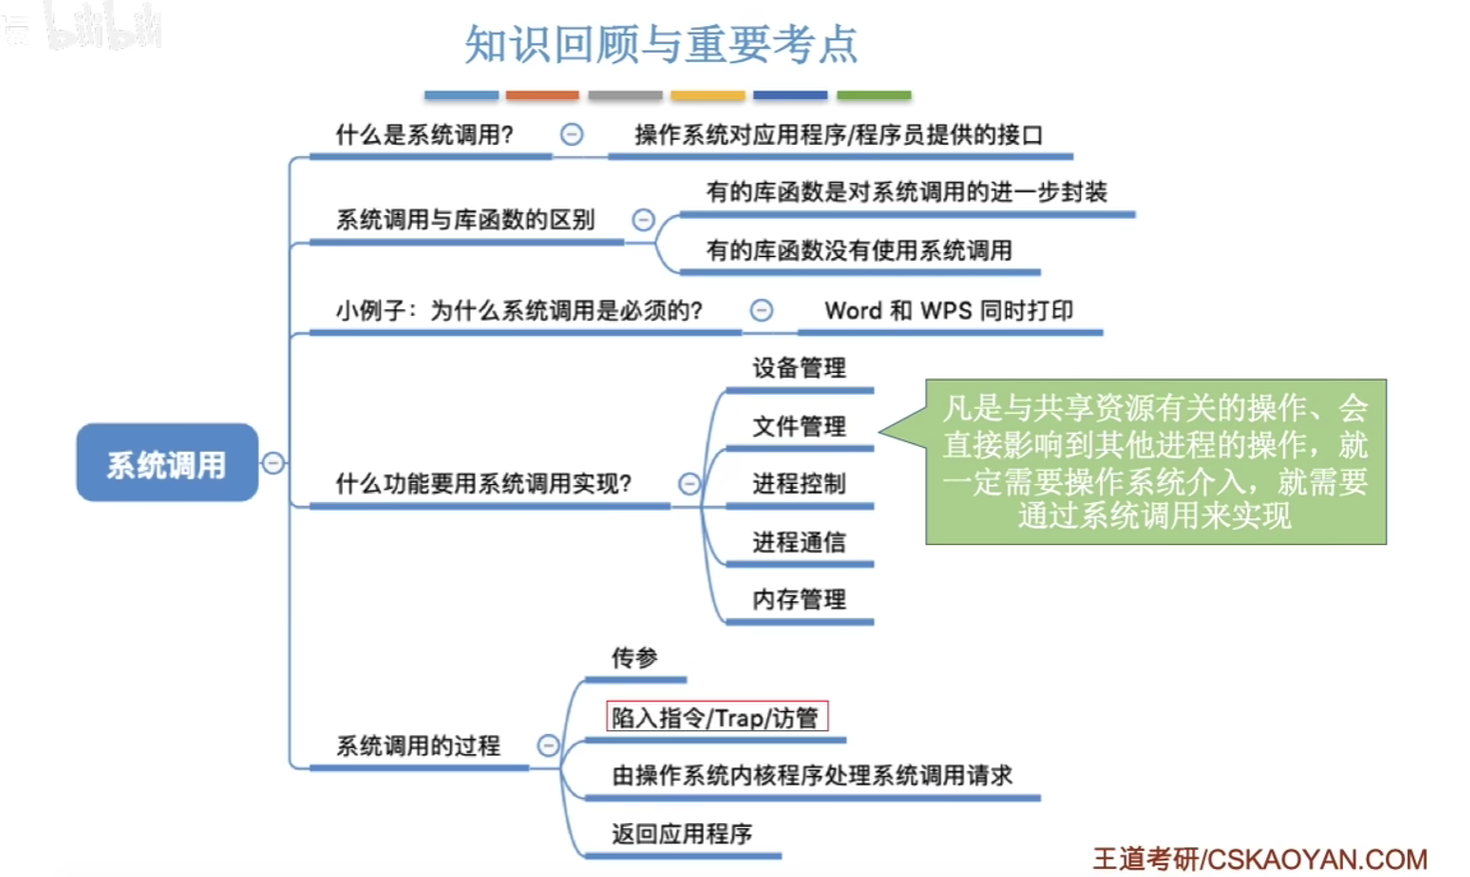 bilibili
知识回顾与重要考点
什么是系统调用?
操作系统对应用程序/程序员提供的接口
系统调用与库函数的区别
有的库函数是对系统调用的进一步封装
有的库函数没有使用系统调用
小例子：为什么系统调用是必须的?
Word 和 WPS 同时打印
系统调用
什么功能要用系统调用实现?
设备管理
文件管理
进程控制
进程通信
内存管理
凡是与共享资源有关的操作、会
直接影响到其他进程的操作，就
一定需要操作系统介入，就需要
通过系统调用来实现
系统调用的过程
传参
陷入指令/Trap/访管
由操作系统内核程序处理系统调用请求
返回应用程序
王道考研/CSKAOYAN.COM